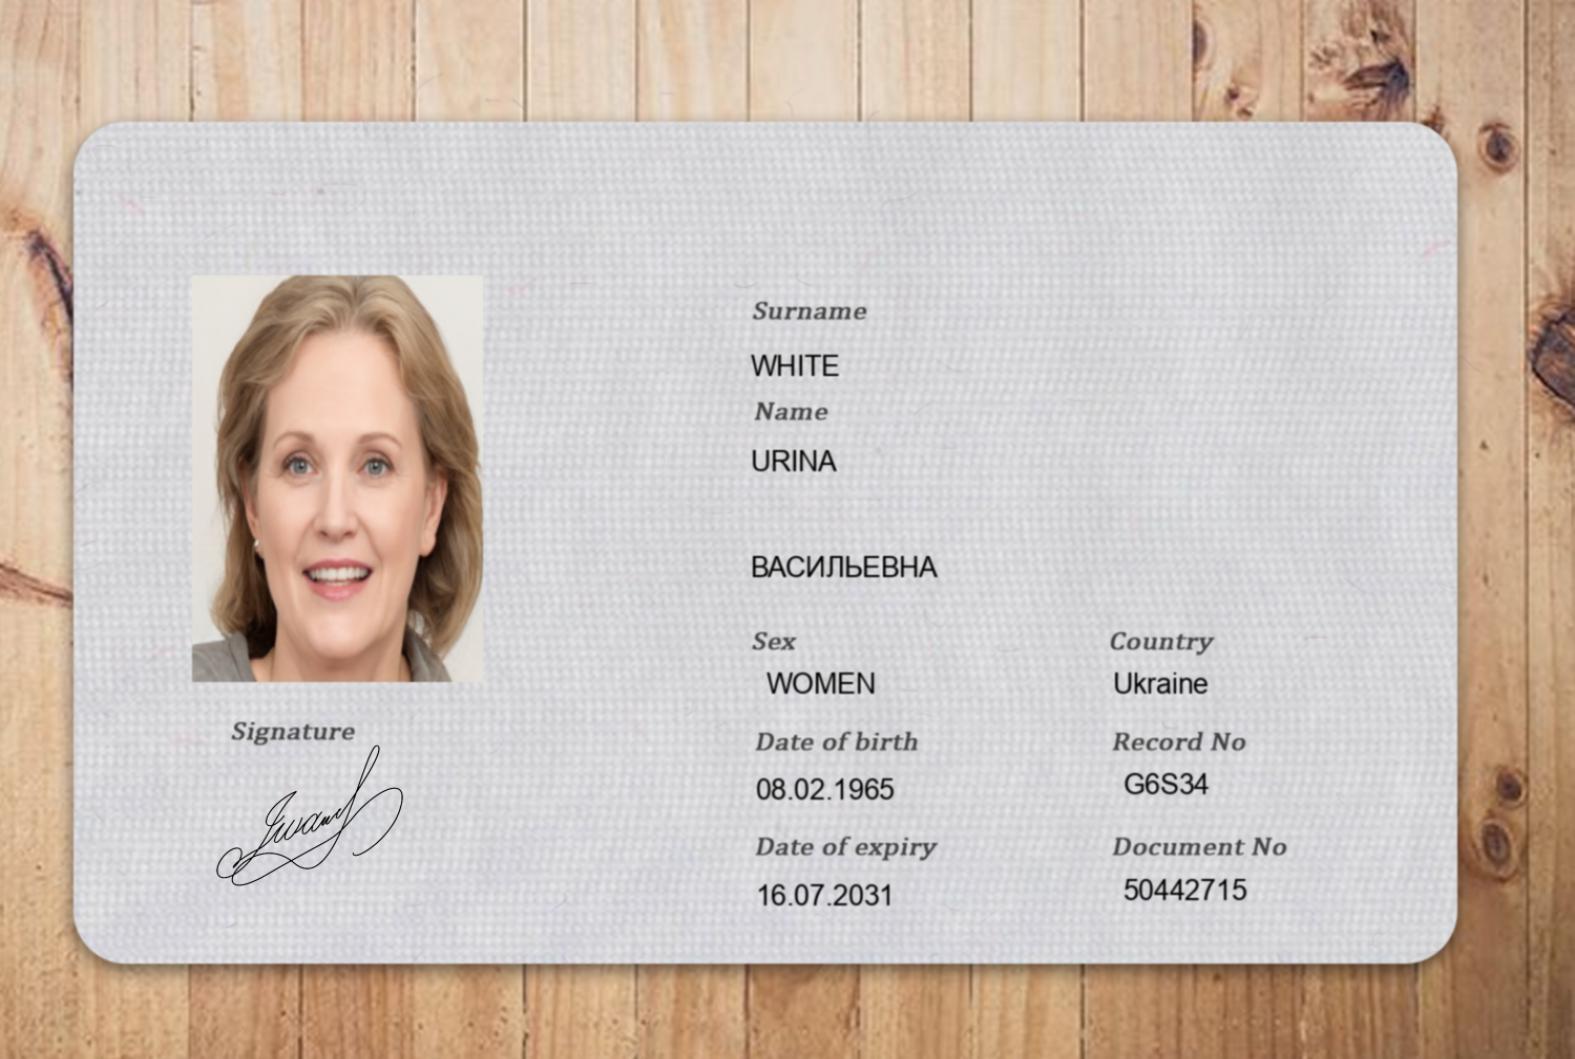 Surname
WHITE
Name
URINA
ВАСИЛЬЕВНА
Sex
Country
WOMEN
Ukraine
Date of birth
Record No
08.02.1965
G6S34
Date of expiry
Document No
16.07.2031
50442715
Signature